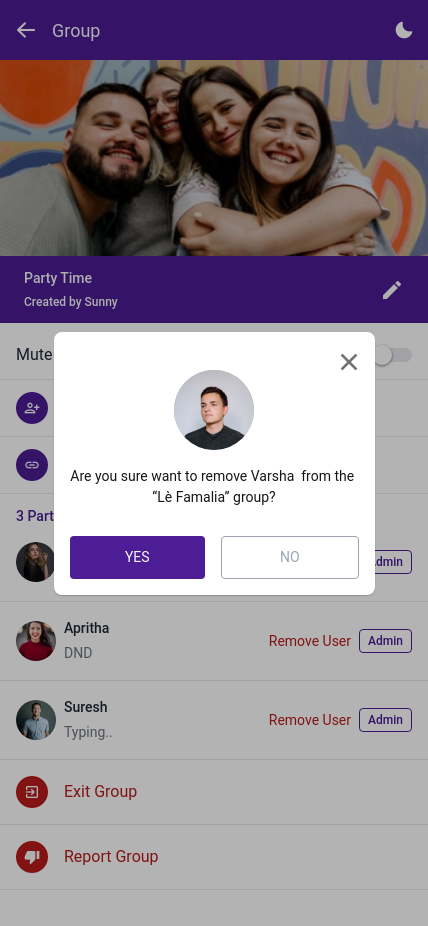 Group
Party Time
Created by Sunny
Mute
Are you sure want to remove Varsha  from the
“Lè Famalia” group?
YES
NO
3 Part
dmin
Apritha
DND
Remove User
Admin
Suresh
Typing..
Remove User
Admin
Exit Group
Report Group